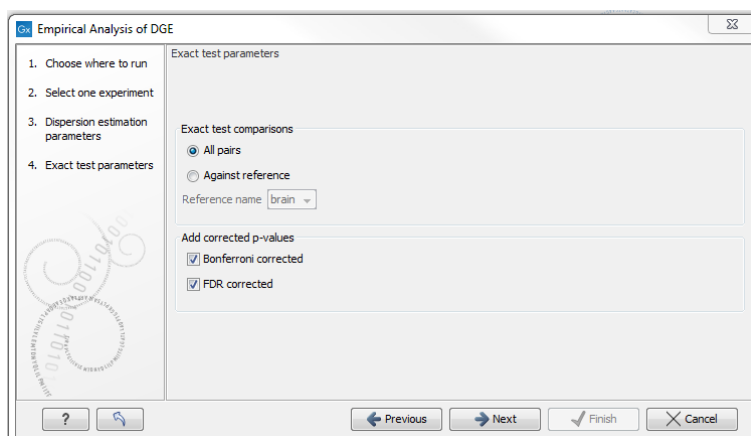 Gx Empirical Analysis of DGE
1. Choose where to run
2. Select one experiment
3. Dispersion estimation
parameters
4. Exact test parameters
Exact test parameters
Exact test comparisons
All pairs
Against reference
Reference name brain
Add corrected p-values
Bonferroni corrected
FDR corrected
? Previous Next Finish Cancel